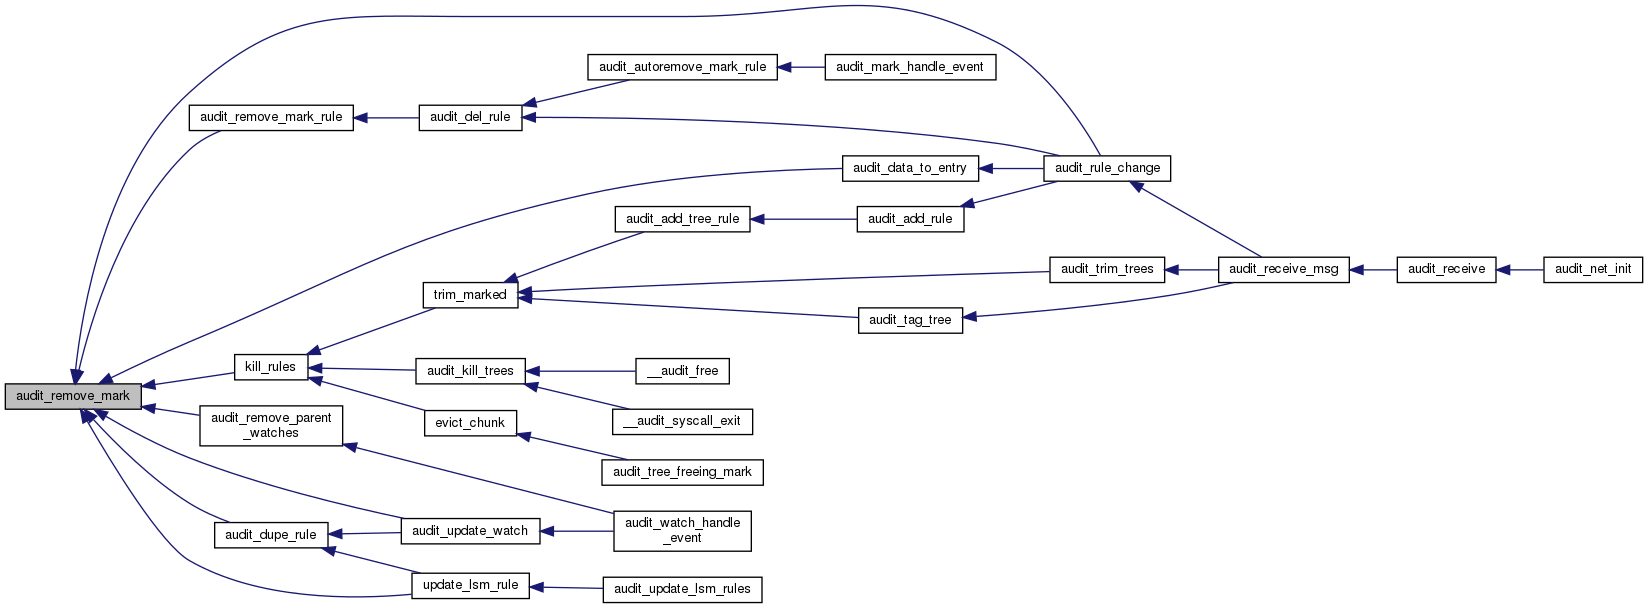 audit_autoremove_mark_rule
audit_mark_handle_event
audit_remove_mark_rule
audit_del_rule
audit_data_to_entry
audit_rule_change
audit_add_tree_rule
audit_add_rule
audit_trim_trees
audit_receive_msg
audit_receive
audit_net_init
trim_marked
audit_tag_tree
kill_rules
audit_kill_trees
__audit_free
audit_remove_mark
audit_remove_parent
_watches
evict_chunk
__audit_syscall_exit
audit_tree_freeing_mark
audit_dupe_rule
audit_update_watch
audit_watch_handle
_event
update_lsm_rule
audit_update_lsm_rules